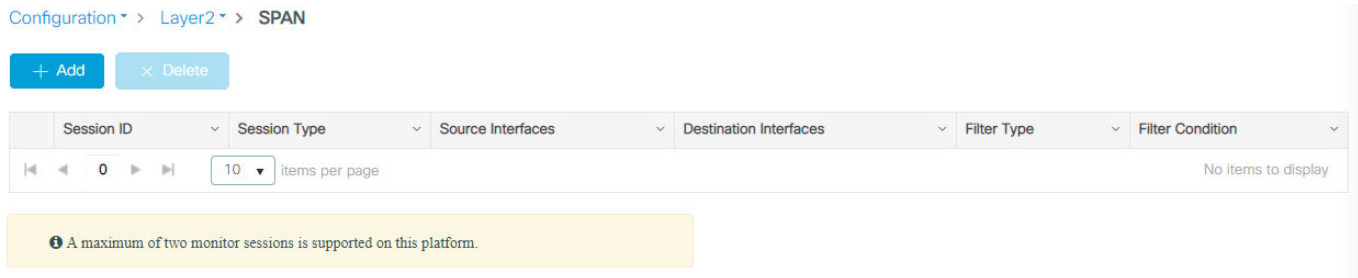 Configuration > Layer2 > SPAN
+ Add × Delete
Session ID Session Type Source Interfaces Destination Interfaces Filter Type Filter Condition
0 10 items per page No items to display
A maximum of two monitor sessions is supported on this platform.